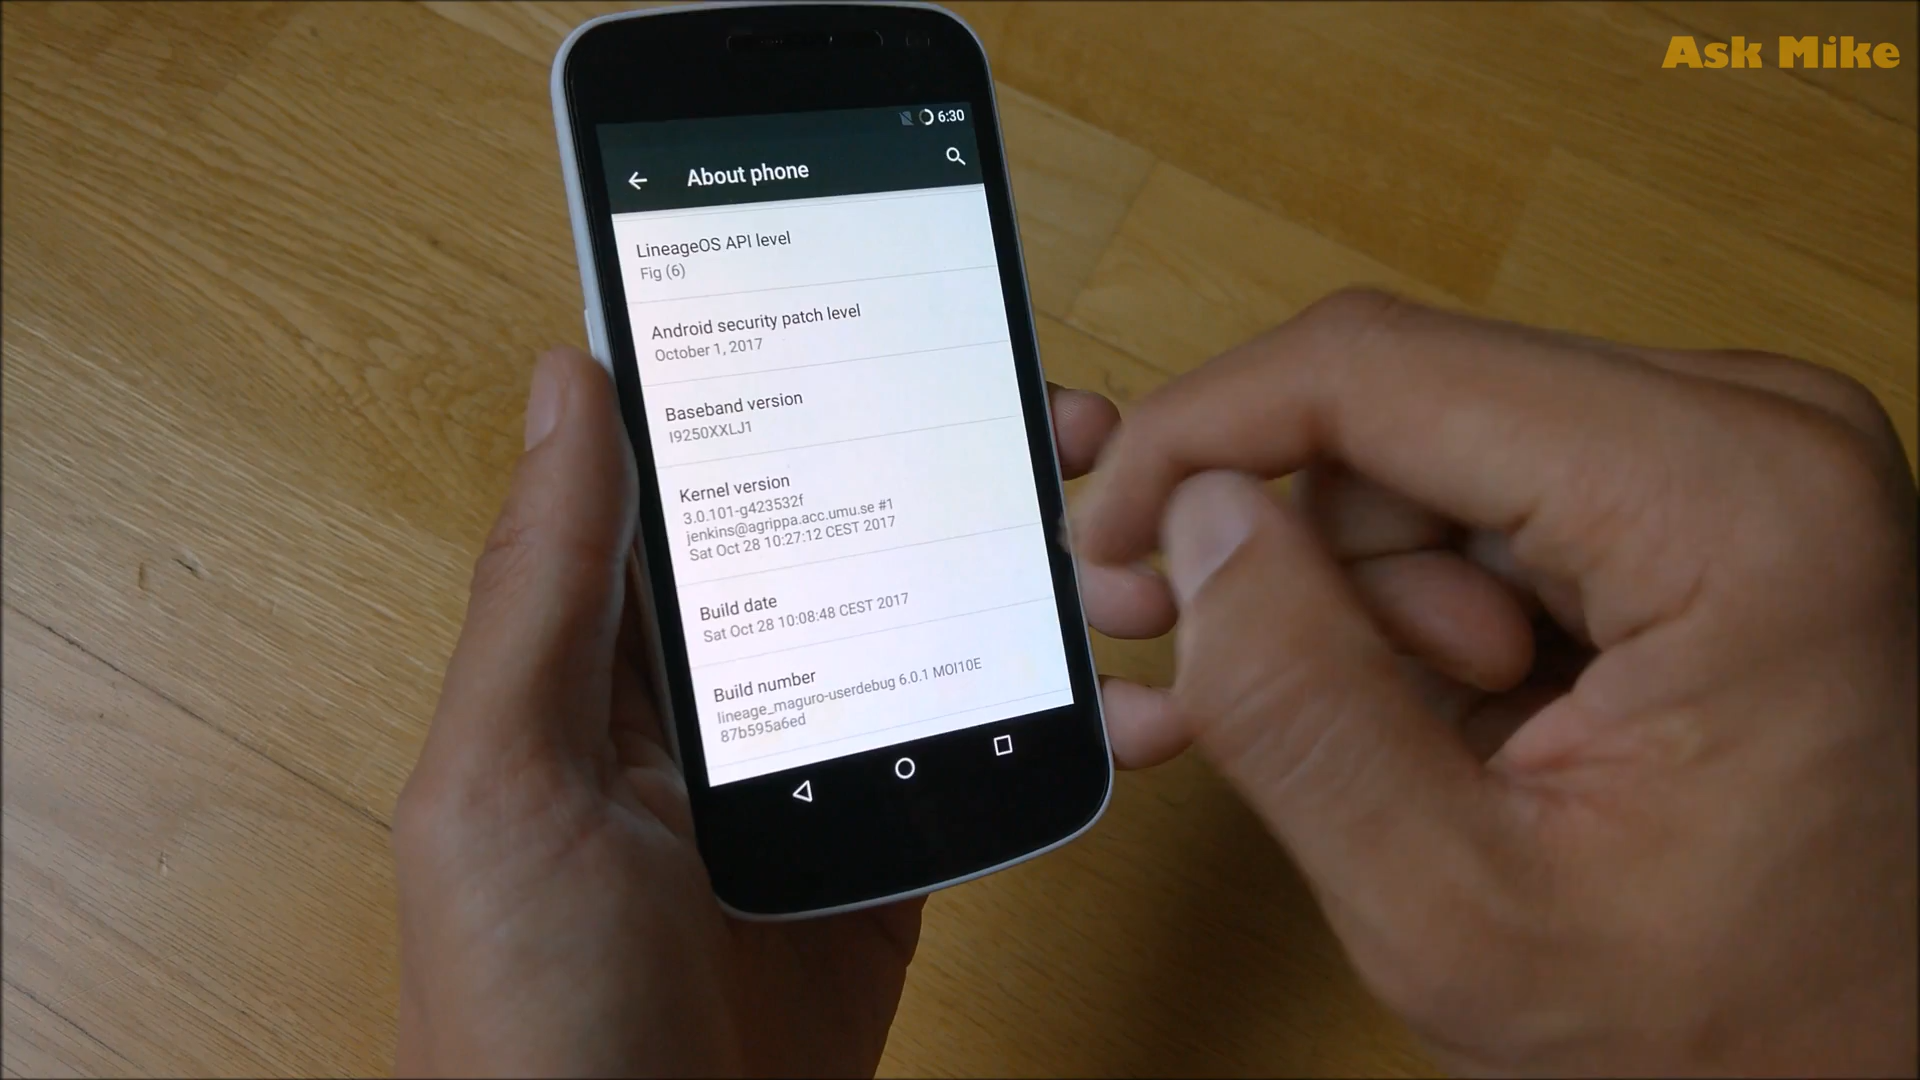 Ask Mike
6:30
About phone
LineageOS API level
Fig (6)
Android security patch level
October 1, 2017
Baseband version
I9250XXLJ1
Kernel version
3.0.101-g423532f
jenkins@agrippa.acc.umu.se #1
Sat Oct 28 10:27:12 CEST 2017
Build date
Sat Oct 28 10:08:48 CEST 2017
Build number
lineage_maguro-userdebug 6.0.1 MOI10E
87b595a6ed